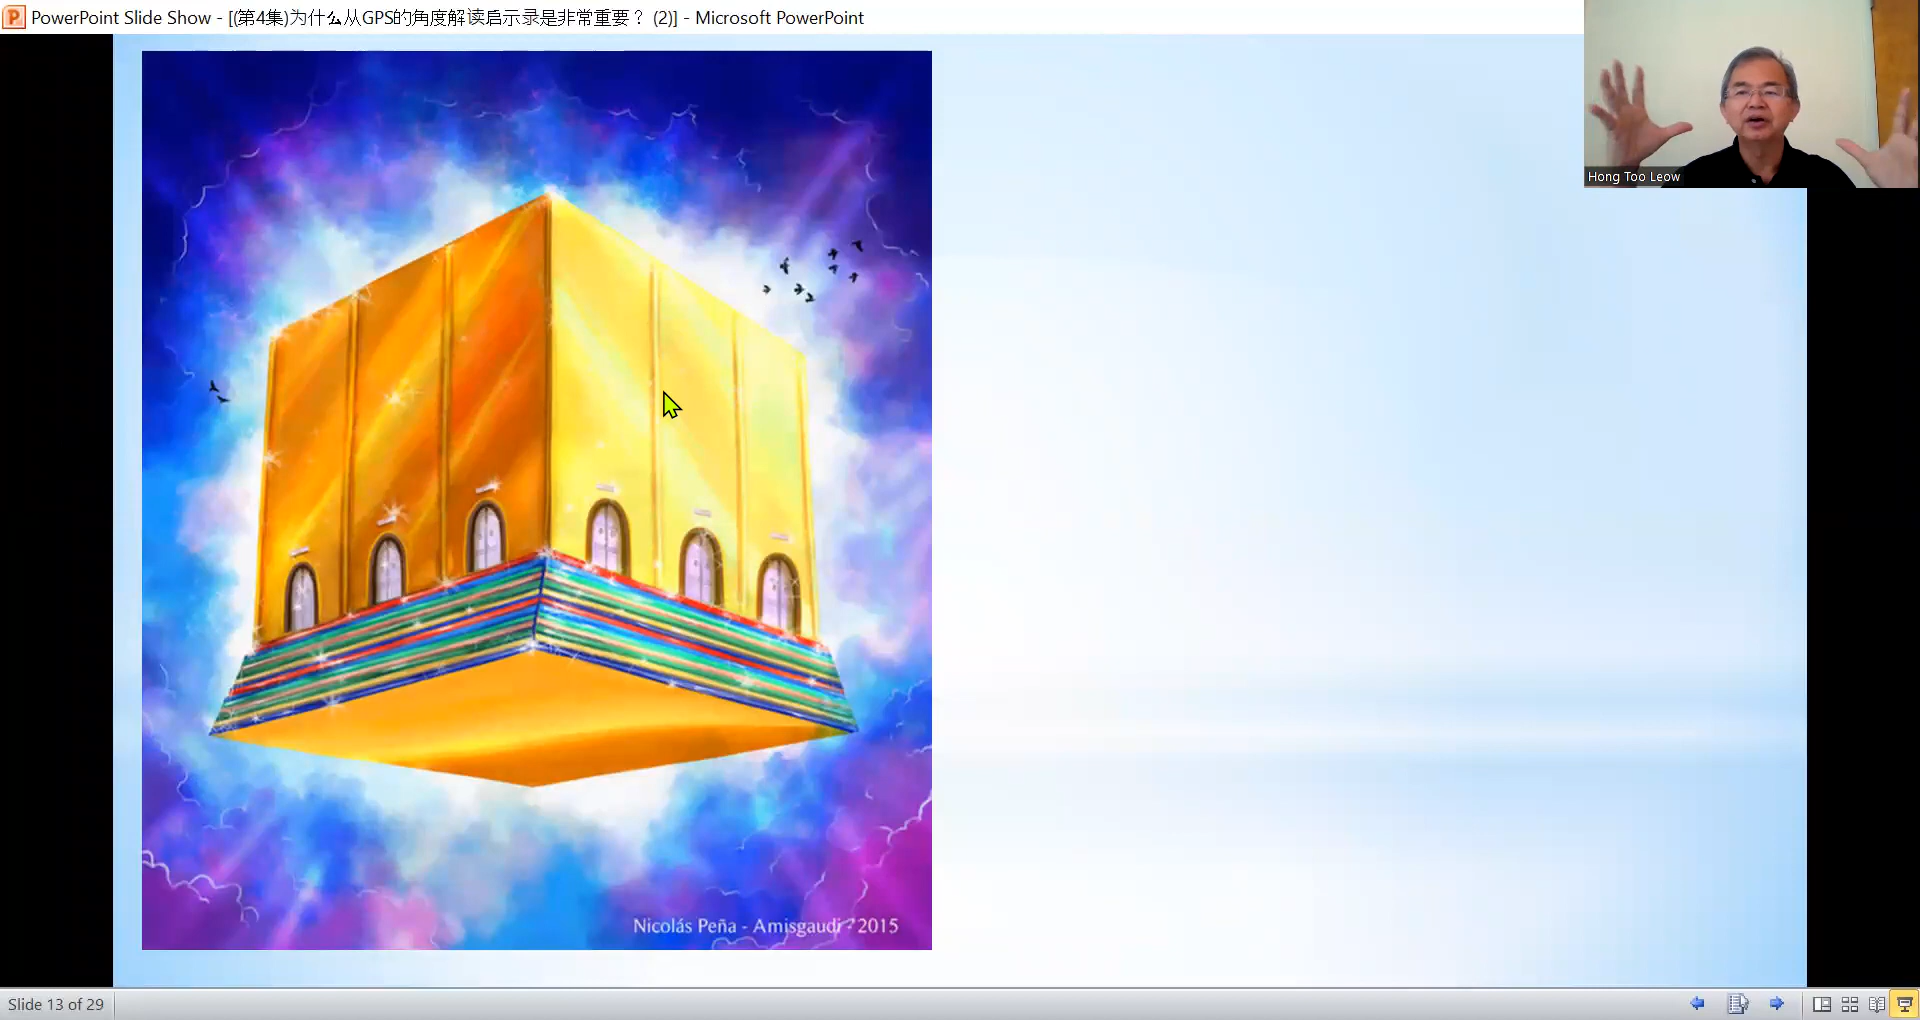 PowerPoint Slide Show - [(第4集)为什么从GPS的角度解读启示录是非常重要？ (2)] - Microsoft PowerPoint
Hong Too Leow
Nicolás Peña - Amisgaudi - 2015
Slide 13 of 29